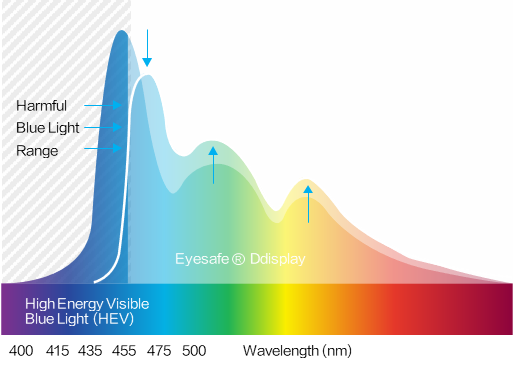 Harmful
Blue Light
Range
Eyesafe ® Ddisplay
High Energy Visible
Blue Light (HEV)
400 415 435 455 475 500 Wavelength (nm)